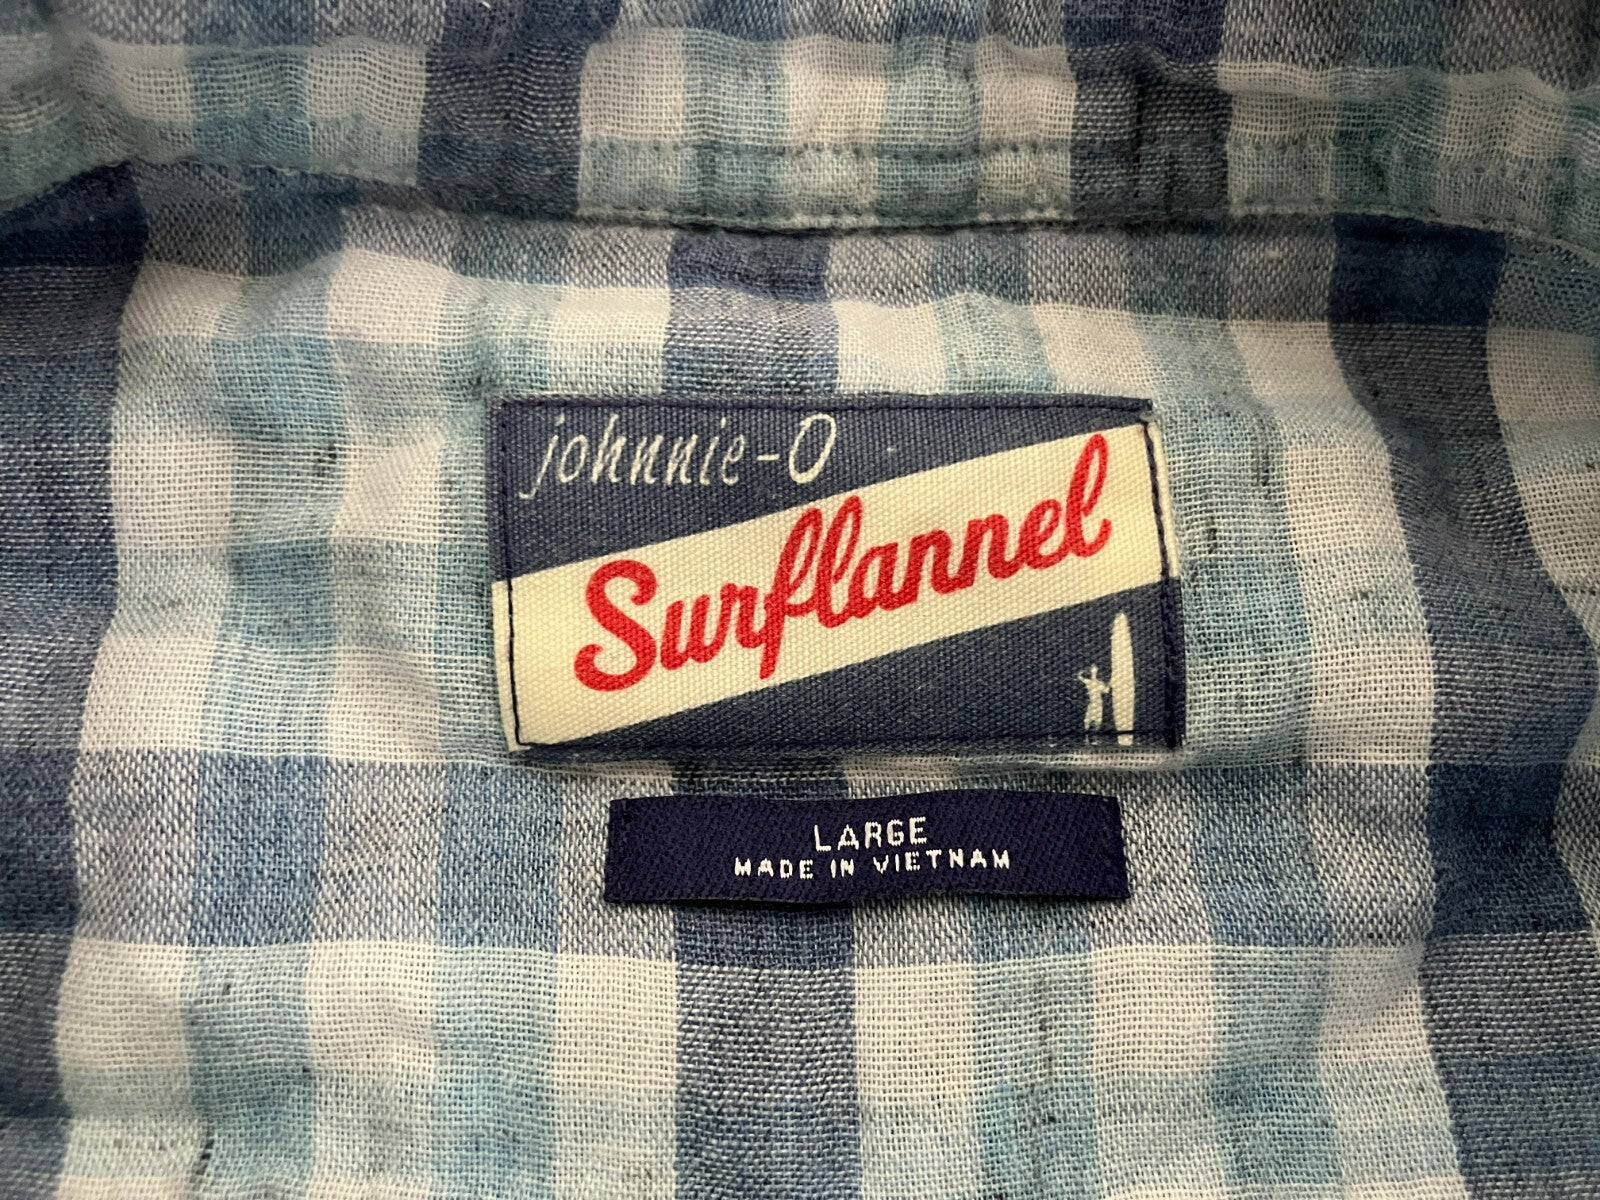 johnnie-O
Surflannel
LARGE
MADE IN VIETNAM